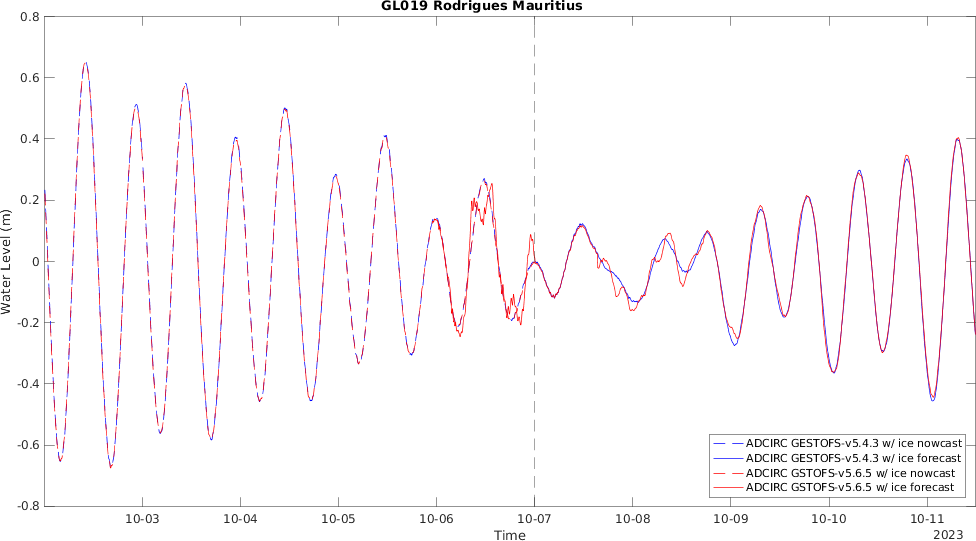 GL019 Rodrigues Mauritius
Water Level (m)
0.8
0.6
0.4
0.2
0
-0.2
-0.4
-0.6
-0.8
10-03
10-04
10-05
10-06
10-07
10-08
10-09
10-10
10-11
Time
2023
ADCIRC GESTOFS-v5.4.3 w/ ice nowcast
ADCIRC GESTOFS-v5.4.3 w/ ice forecast
ADCIRC GSTOFS-v5.6.5 w/ ice nowcast
ADCIRC GSTOFS-v5.6.5 w/ ice forecast